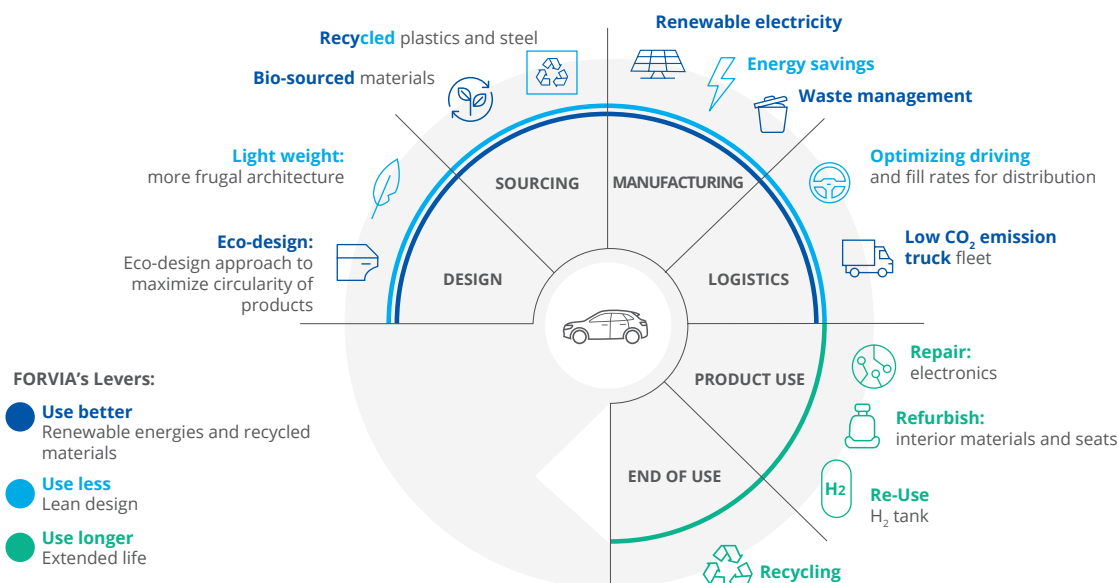 Renewable electricity
Recycled plastics and steel
Energy savings
Bio-sourced materials
Waste management
Light weight:
more frugal architecture
Optimizing driving
and fill rates for distribution
SOURCING
MANUFACTURING
Eco-design:
Eco-design approach to
maximize circularity of
products
Low CO₂ emission
truck fleet
DESIGN
LOGISTICS
FORVIA's Levers:
Use better
Renewable energies and recycled
materials
Use less
Lean design
Use longer
Extended life
PRODUCT USE
Repair:
electronics
Refurbish:
interior materials and seats
END OF USE
H2
Re-Use
H₂ tank
Recycling